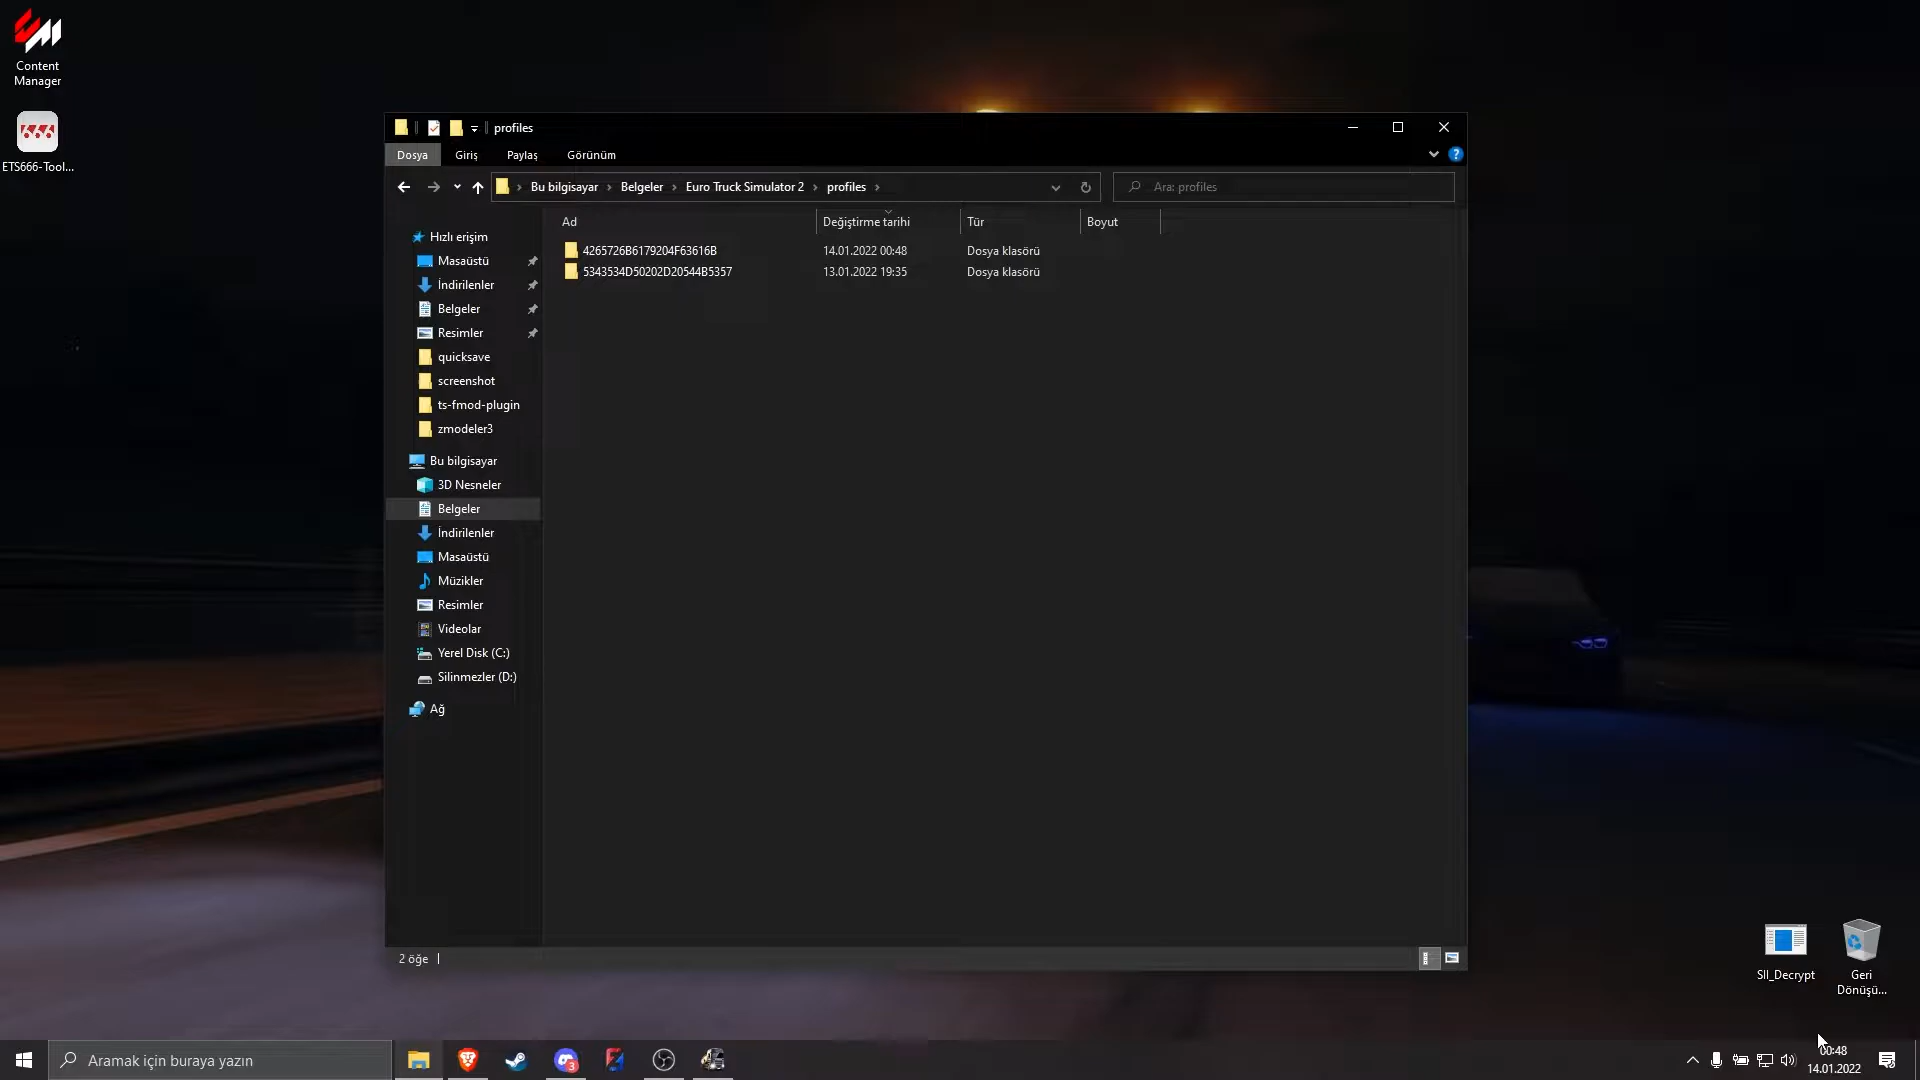 Content
Manager
666
ETS666-Tool...
profiles
Dosya
Giriş
Paylaş
Görünüm
?
Bu bilgisayar
Belgeler
Euro Truck Simulator 2
profiles
Ara: profiles
Ad
Değiştirme tarihi
Tür
Boyut
4265726B6179204F63616B
14.01.2022 00:48
Dosya klasörü
5343534D50202D20544B5357
13.01.2022 19:35
Dosya klasörü
Hızlı erişim
Masaüstü
İndirilenler
Belgeler
Resimler
quicksave
screenshot
ts-fmod-plugin
zmodeler3
Bu bilgisayar
3D Nesneler
Belgeler
İndirilenler
Masaüstü
Müzikler
Resimler
Videolar
Yerel Disk (C:)
Silinmezler (D:)
Ağ
2 öğe
SII_Decrypt
Geri
Dönüşü...
Aramak için buraya yazın
3
00:48
14.01.2022